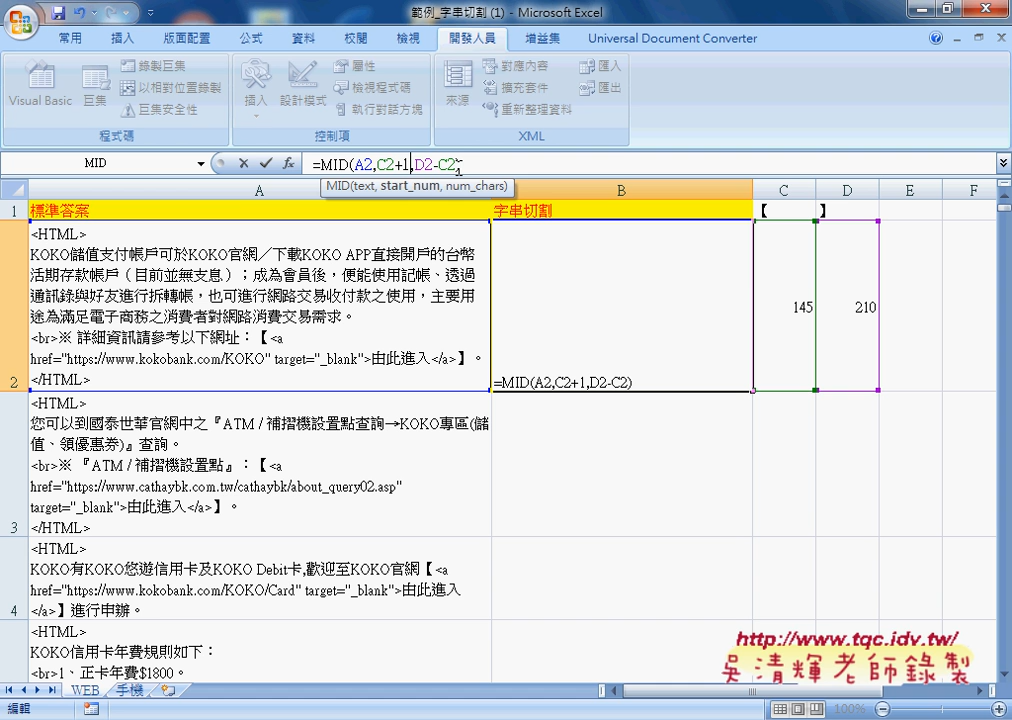 範例_字串切割 (1) - Microsoft Excel
常用 插入 版面配置 公式 資料 校閱 檢視 開發人員 增益集 Universal Document Converter
錄製巨集 屬性 對應內容 匯入
以相對位置錄製 檢視程式碼 擴充套件 匯出
Visual Basic 巨集 巨集安全性 插入 設計模式 執行對話方塊 來源 重新整理資料
程式碼 控制項 XML
MID =MID(A2,C2+1,D2-C2)
MID(text, start_num, num_chars)
A B C D E F
1 標準答案 字串切割 【 】
<HTML>
KOKO儲值支付帳戶可於KOKO官網／下載KOKO APP直接開戶的台幣
活期存款帳戶（目前並無支息）；成為會員後，便能使用記帳、透過
通訊錄與好友進行拆轉帳，也可進行網路交易收付款之使用，主要用
途為滿足電子商務之消費者對網路消費交易需求。
<br>※ 詳細資訊請參考以下網址：【<a
href="https://www.kokobank.com/KOKO" target="_blank">由此進入</a>】。
</HTML>
2 =MID(A2,C2+1,D2-C2) 145 210
<HTML>
您可以到國泰世華官網中之『ATM / 補摺機設置點查詢→KOKO專區(儲
值、領優惠券)』查詢。
<br>※ 『ATM / 補摺機設置點』：【<a
href="https://www.cathaybk.com.tw/cathaybk/about_query02.asp"
target="_blank">由此進入</a>】。
3 </HTML>
<HTML>
KOKO有KOKO您遊信用卡及KOKO Debit卡,歡迎至KOKO官網【<a
href="https://www.kokobank.com/KOKO/Card" target="_blank">由此進入
4 </a>】進行申辦。
<HTML>
KOKO信用卡年費規則如下：
<br>1、正卡年費$1800。
http://www.tqc.idv.tw/
吳清輝老師錄製
WEB 手機
編輯 100%